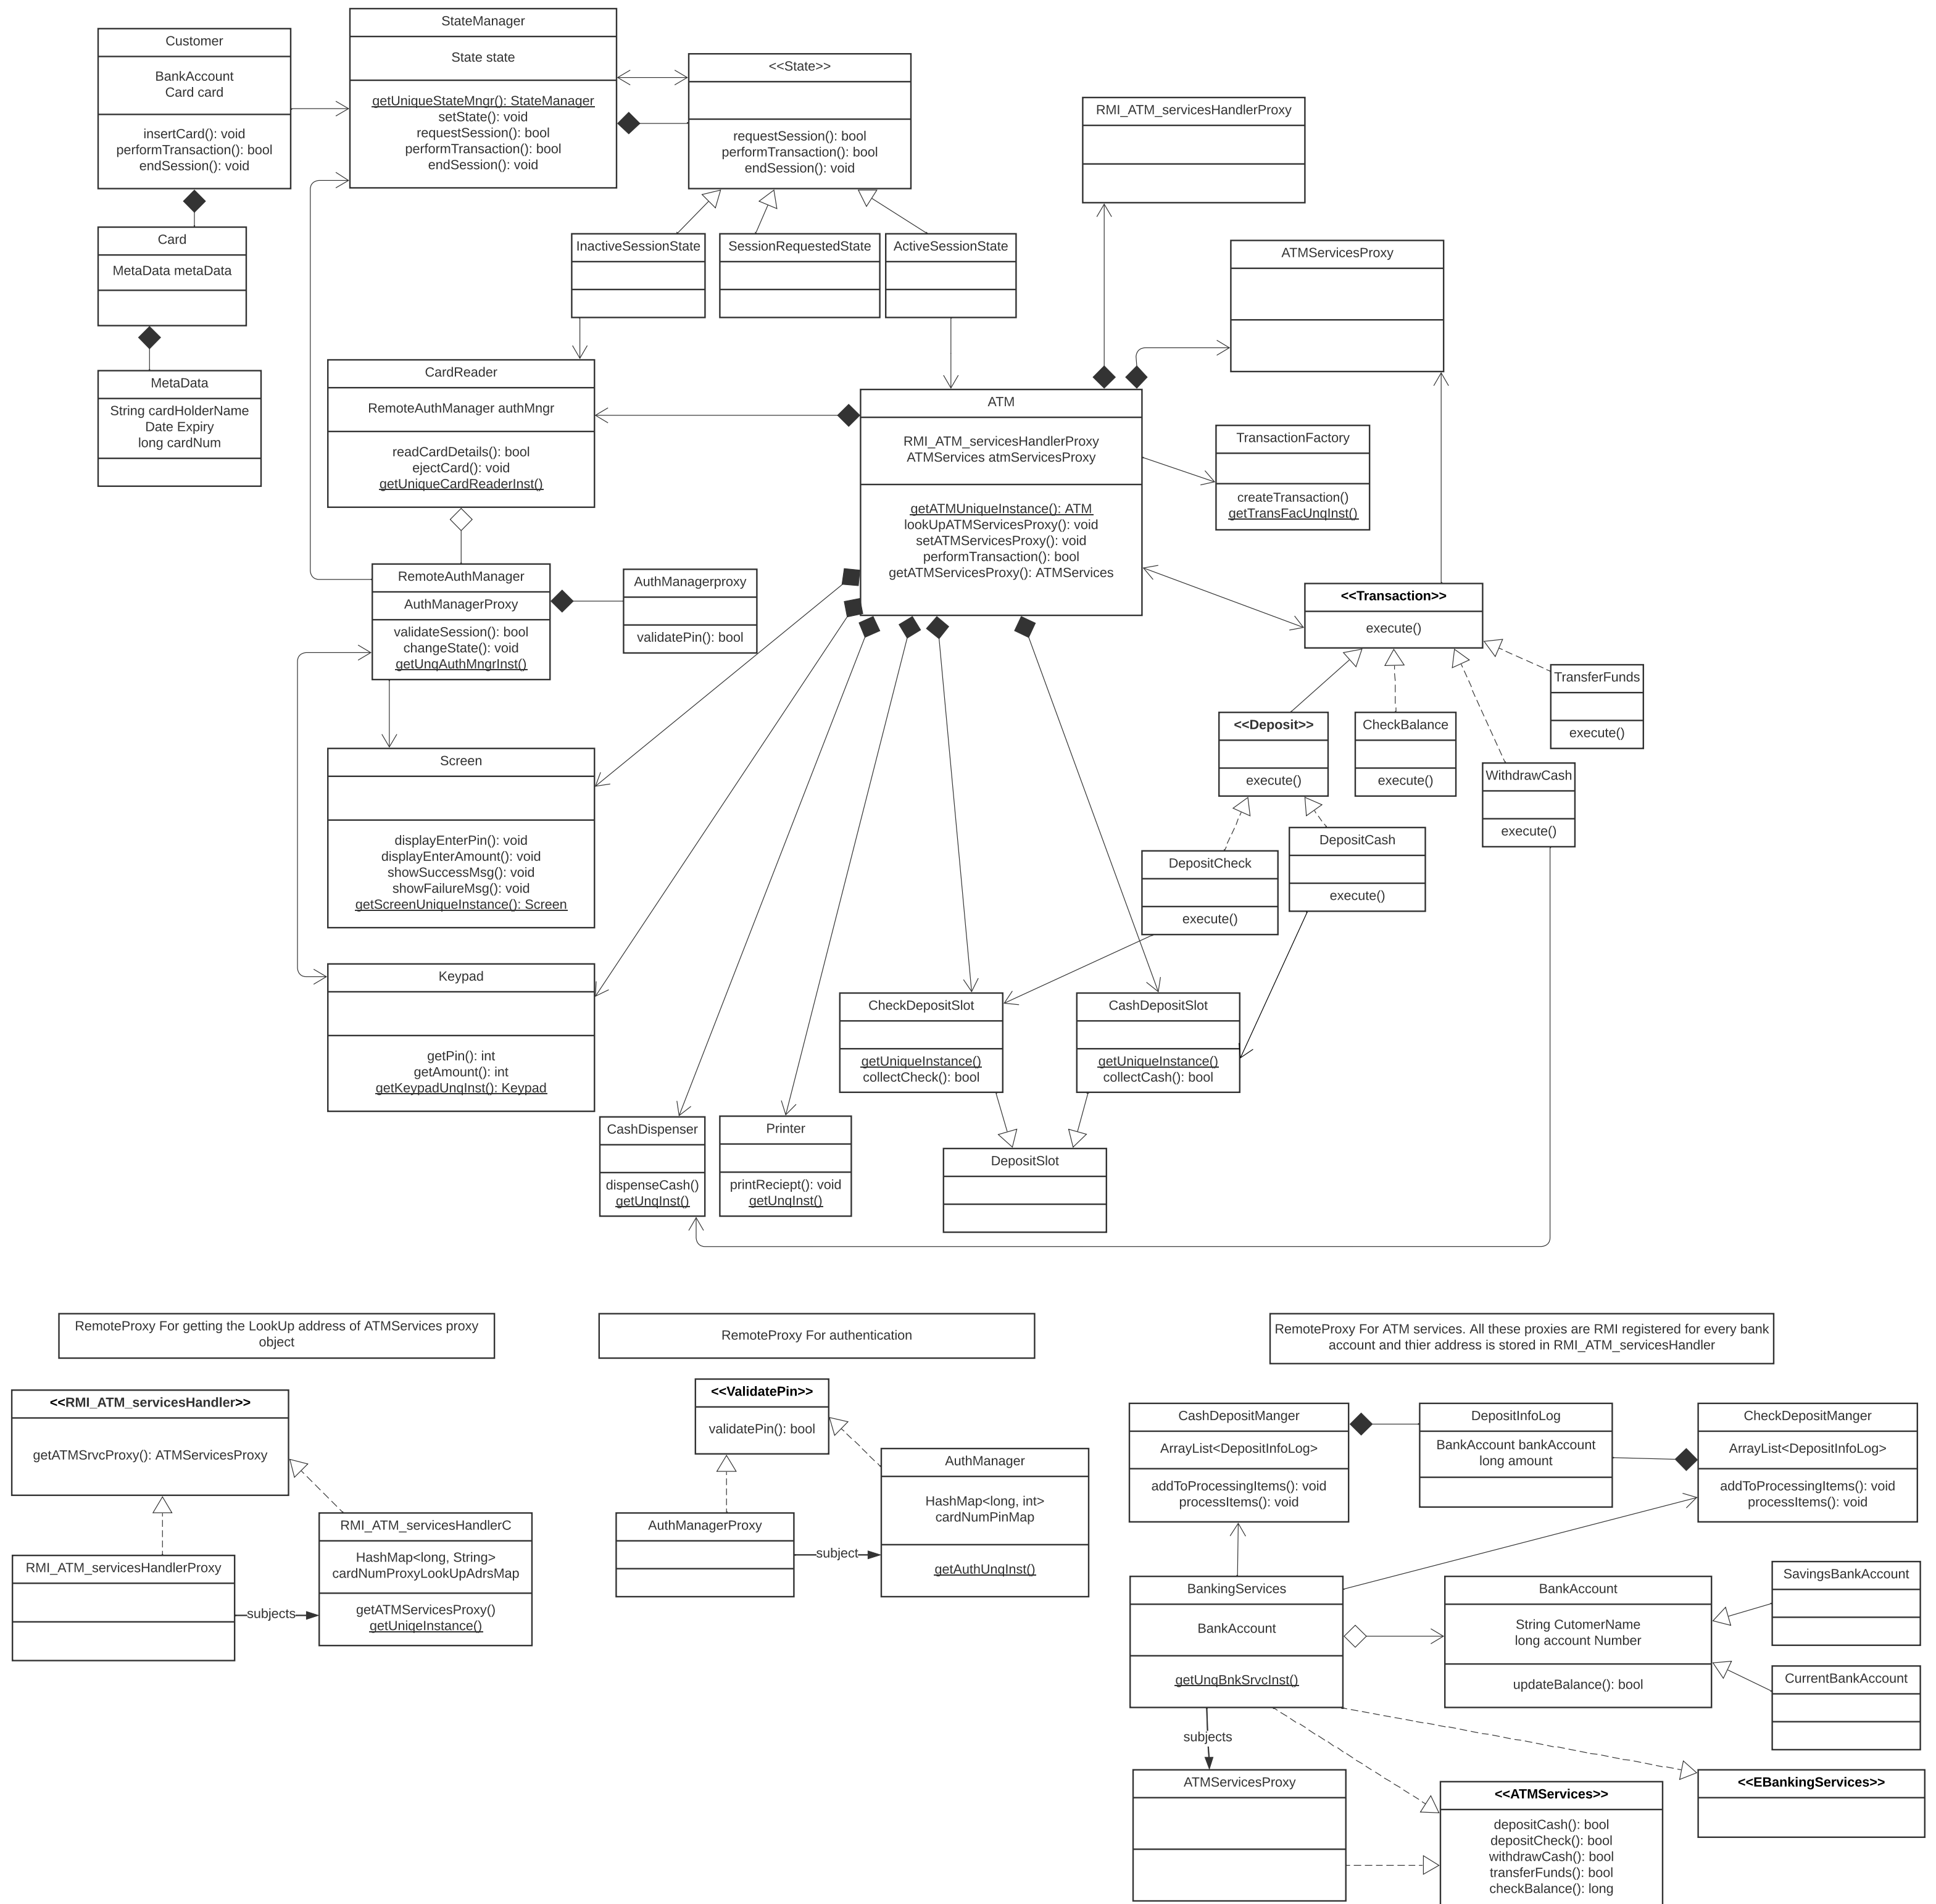 Customer
BankAccount
Card card
insertCard(): void
performTransaction(): bool
endSession(): void
StateManager
State state
getUniqueStateMngr(): StateManager
setState(): void
requestSession(): bool
performTransaction(): bool
endSession(): void
<<State>>
requestSession(): bool
performTransaction(): bool
endSession(): void
RMI_ATM_servicesHandlerProxy
Card
MetaData metaData
InactiveSessionState
SessionRequestedState
ActiveSessionState
ATMServicesProxy
MetaData
String cardHolderName
Date Expiry
long cardNum
CardReader
RemoteAuthManager authMngr
readCardDetails(): bool
ejectCard(): void
getUniqueCardReaderInst()
ATM
RMI_ATM_servicesHandlerProxy
ATMServices atmServicesProxy
getATMUniqueInstance(): ATM
lookUpATMServicesProxy(): void
setATMServicesProxy(): void
performTransaction(): bool
getATMServicesProxy(): ATMServices
TransactionFactory
createTransaction()
getTransFacUnqInst()
RemoteAuthManager
AuthManagerProxy
validateSession(): bool
changeState(): void
getUnqAuthMngrInst()
AuthManagerproxy
validatePin(): bool
<<Transaction>>
execute()
TransferFunds
execute()
<<Deposit>>
execute()
CheckBalance
execute()
WithdrawCash
execute()
Screen
displayEnterPin(): void
displayEnterAmount(): void
showSuccessMsg(): void
showFailureMsg(): void
getScreenUniqueInstance(): Screen
DepositCheck
execute()
DepositCash
execute()
Keypad
getPin(): int
getAmount(): int
getKeypadUnqInst(): Keypad
CheckDepositSlot
getUniqueInstance()
collectCheck(): bool
CashDepositSlot
getUniqueInstance()
collectCash(): bool
CashDispenser
dispenseCash()
getUnqInst()
Printer
printReciept(): void
getUnqInst()
DepositSlot
RemoteProxy For getting the LookUp address of ATMServices proxy
object
RemoteProxy For authentication
RemoteProxy For ATM services. All these proxies are RMI registered for every bank
account and thier address is stored in RMI_ATM_servicesHandler
<<RMI_ATM_servicesHandler>>
getATMSrvcProxy(): ATMServicesProxy
RMI_ATM_servicesHandlerProxy
subjects
RMI_ATM_servicesHandlerC
HashMap<long, String>
cardNumProxyLookUpAdrsMap
getATMServicesProxy()
getUniqeInstance()
<<ValidatePin>>
validatePin(): bool
AuthManagerProxy
subject
AuthManager
HashMap<long, int>
cardNumPinMap
getAuthUnqInst()
CashDepositManger
ArrayList<DepositInfoLog>
addToProcessingItems(): void
processItems(): void
DepositInfoLog
BankAccount bankAccount
long amount
CheckDepositManger
ArrayList<DepositInfoLog>
addToProcessingItems(): void
processItems(): void
BankingServices
BankAccount
getUnqBnkSrvcInst()
BankAccount
String CutomerName
long account Number
updateBalance(): bool
SavingsBankAccount
CurrentBankAccount
subjects
ATMServicesProxy
<<ATMServices>>
depositCash(): bool
depositCheck(): bool
withdrawCash(): bool
transferFunds(): bool
checkBalance(): long
<<EBankingServices>>